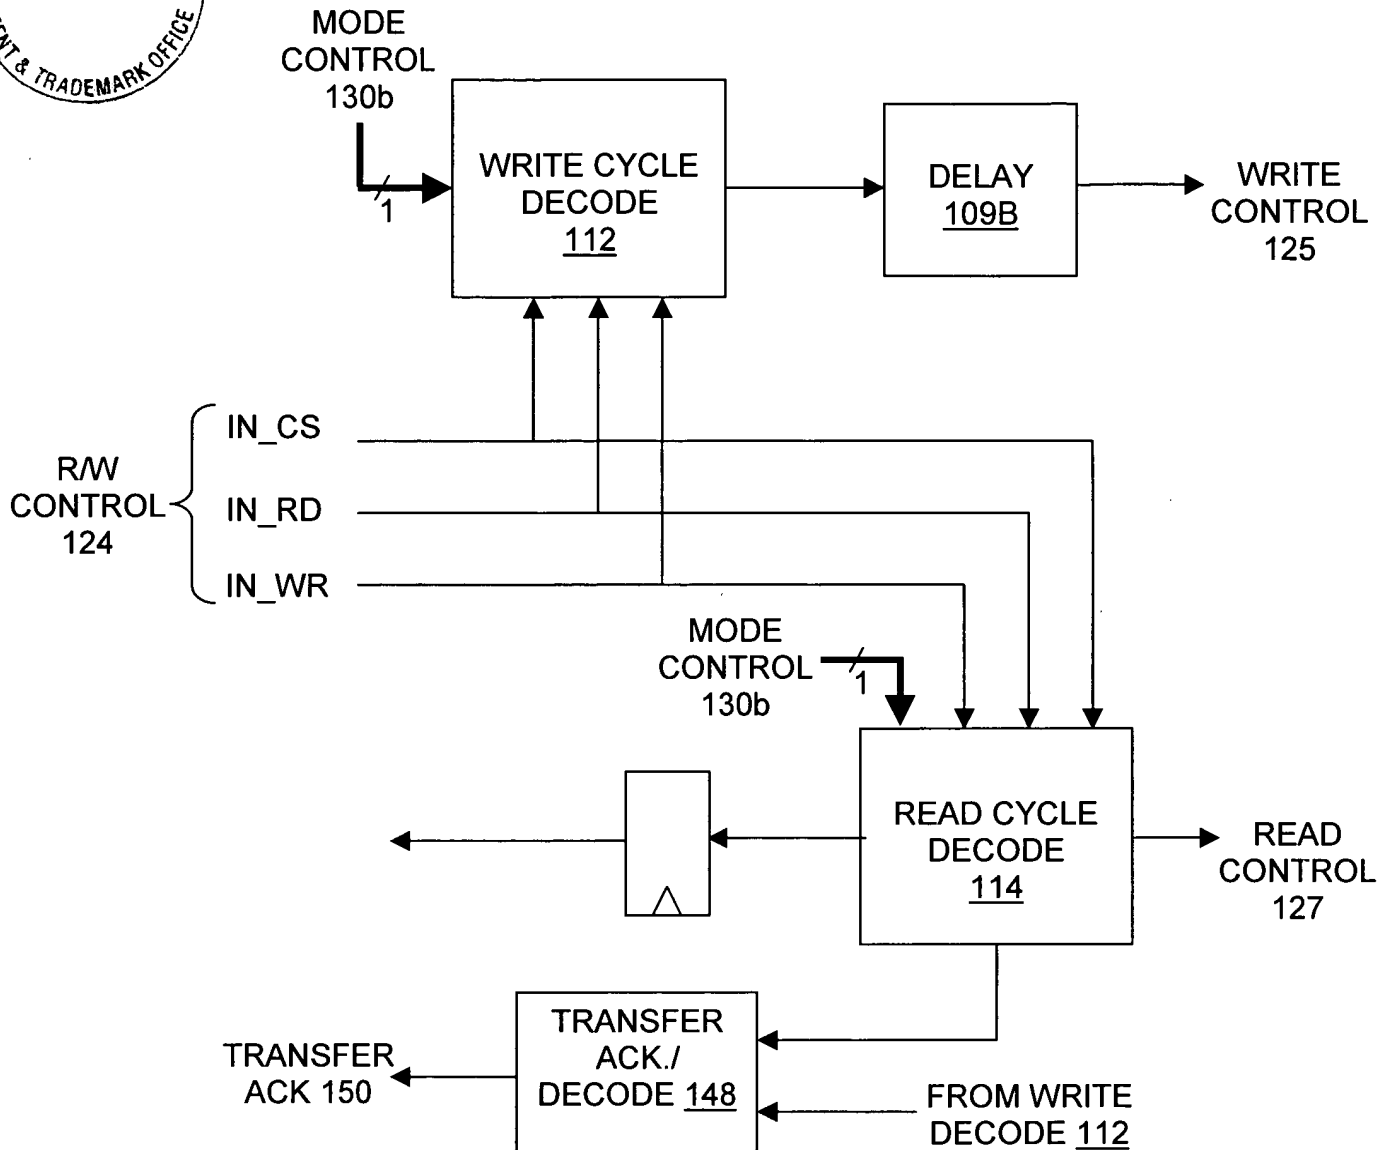 ENT & TRADEMARK OFFICE
MODE
CONTROL
130b
1
WRITE CYCLE
DECODE
112
DELAY
109B
WRITE
CONTROL
125
R/W
CONTROL
124
IN_CS
IN_RD
IN_WR
MODE
CONTROL
130b
1
READ CYCLE
DECODE
114
READ
CONTROL
127
TRANSFER
ACK./
DECODE 148
TRANSFER
ACK 150
FROM WRITE
DECODE 112